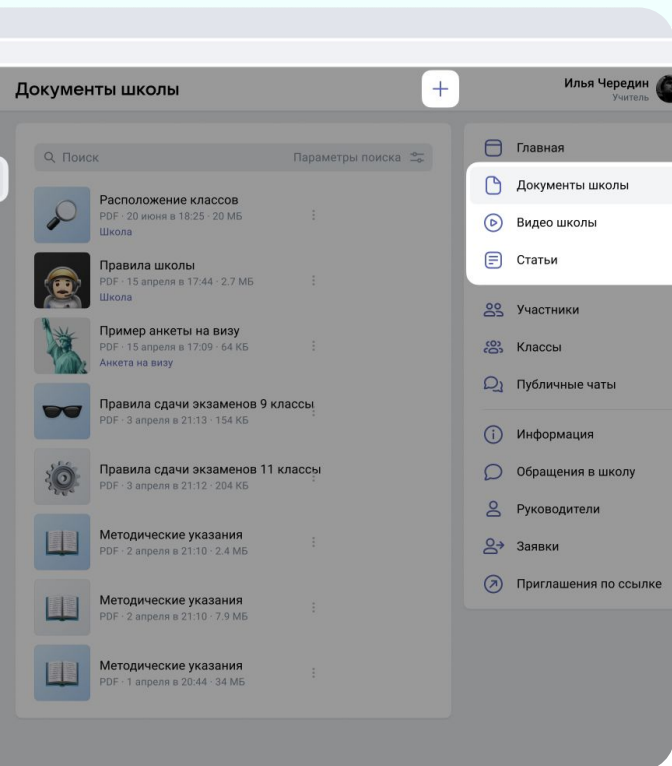 Документы школы
Илья Чередин
Учитель
Поиск
Параметры поиска
Расположение классов
PDF · 20 июня в 18:25 · 20 МБ
Школа
Правила школы
PDF · 15 апреля в 17:44 · 2.7 МБ
Школа
Пример анкеты на визу
PDF · 15 апреля в 17:09 · 64 КБ
Анкета на визу
Правила сдачи экзаменов 9 классы
PDF · 3 апреля в 21:13 · 154 КБ
Правила сдачи экзаменов 11 классы
PDF · 3 апреля в 21:12 · 204 КБ
Методические указания
PDF · 2 апреля в 21:10 · 2.4 МБ
Методические указания
PDF · 2 апреля в 21:10 · 7.9 МБ
Методические указания
PDF · 1 апреля в 20:44 · 34 МБ
Главная
Документы школы
Видео школы
Статьи
Участники
Классы
Публичные чаты
Информация
Обращения в школу
Руководители
Заявки
Приглашения по ссылке